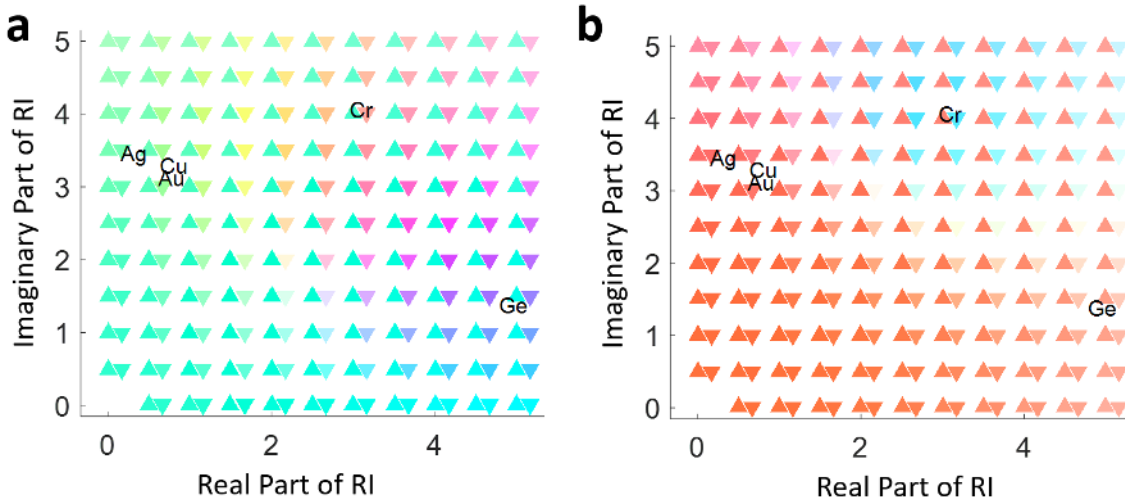 a
5
4
3
2
1
0
0
2
4
Imaginary Part of RI
Real Part of RI
Cr
Ag
Cu
Au
Ge
b
5
4
3
2
1
0
0
2
4
Imaginary Part of RI
Real Part of RI
Cr
Ag
Cu
Au
Ge